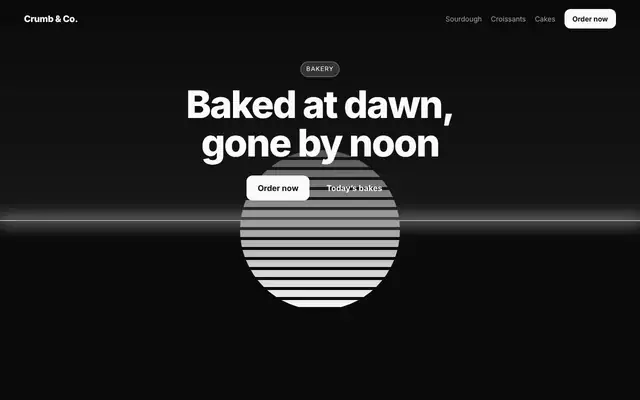 Crumb & Co.
Sourdough Croissants Cakes Order now
BAKERY
Baked at dawn,
gone by noon
Order now Today's bakes